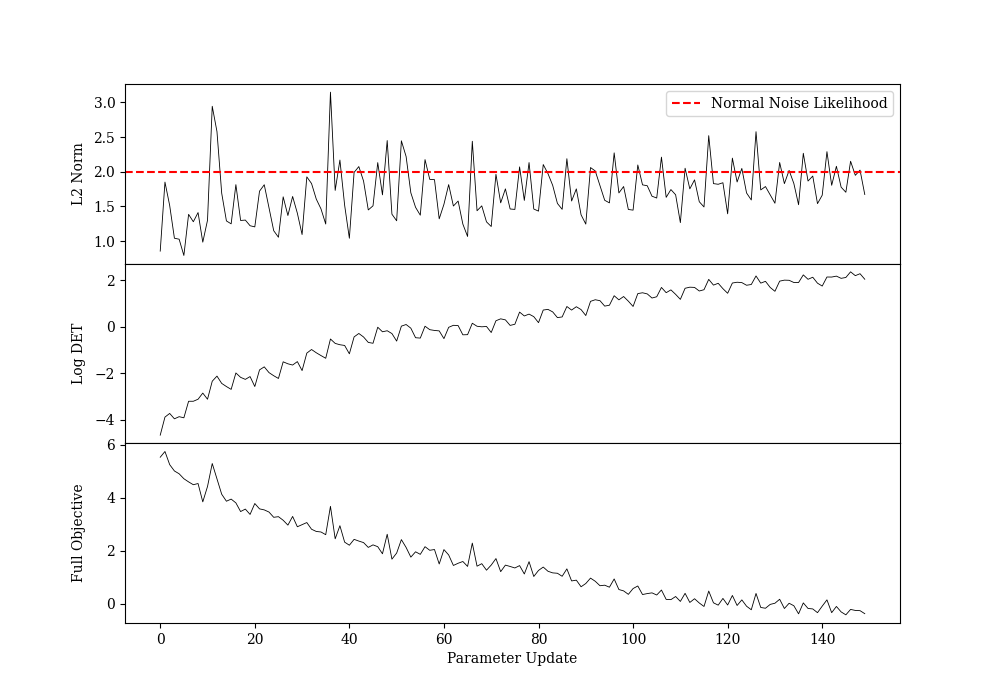 3.0
2.5
2.0
1.5
1.0
L2 Norm
Normal Noise Likelihood
2
0
−2
−4
Log DET
6
4
2
0
Full Objective
0 20 40 60 80 100 120 140
Parameter Update